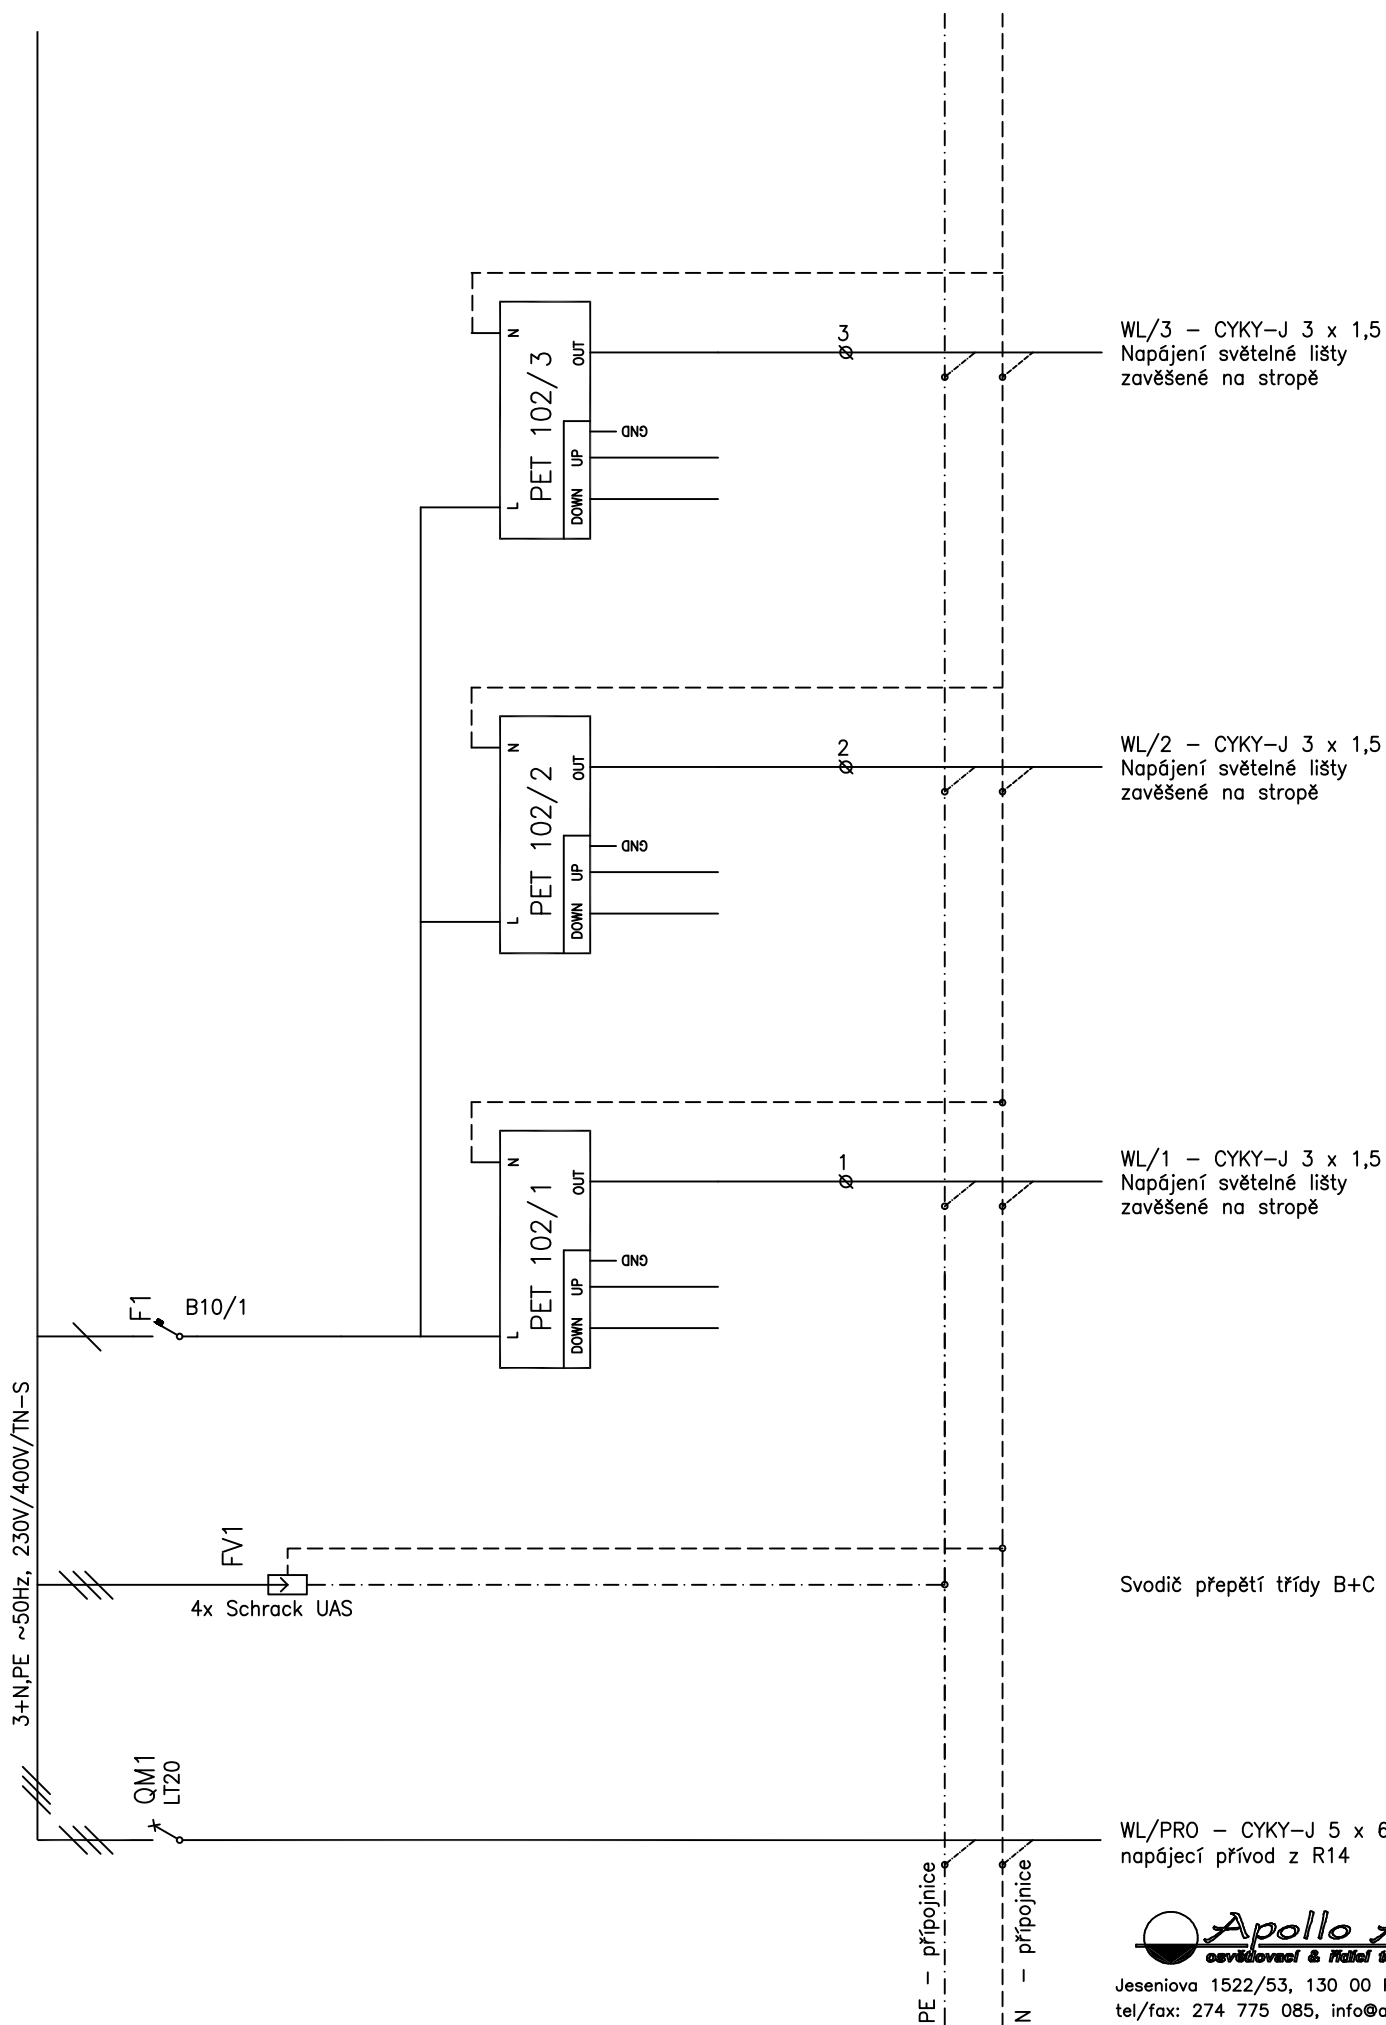 N
OUT
PET 102/3
GND
UP
DOWN
L
3
WL/3 – CYKY–J 3 x 1,5
Napájení světelné lišty
zavěšené na stropě
N
OUT
PET 102/2
GND
UP
DOWN
L
2
WL/2 – CYKY–J 3 x 1,5
Napájení světelné lišty
zavěšené na stropě
N
OUT
PET 102/1
GND
UP
DOWN
L
1
WL/1 – CYKY–J 3 x 1,5
Napájení světelné lišty
zavěšené na stropě
F1
B10/1
3+N,PE ~50Hz, 230V/400V/TN–S
FV1
4x Schrack UAS
Svodič přepětí třídy B+C
QM1
LT20
WL/PRO – CYKY–J 5 x 6
napájecí přívod z R14
PE – přípojnice
N – přípojnice
Apollo
osvětlovací & řídící
Jeseniova 1522/53, 130 00
tel/fax: 274 775 085, info@a